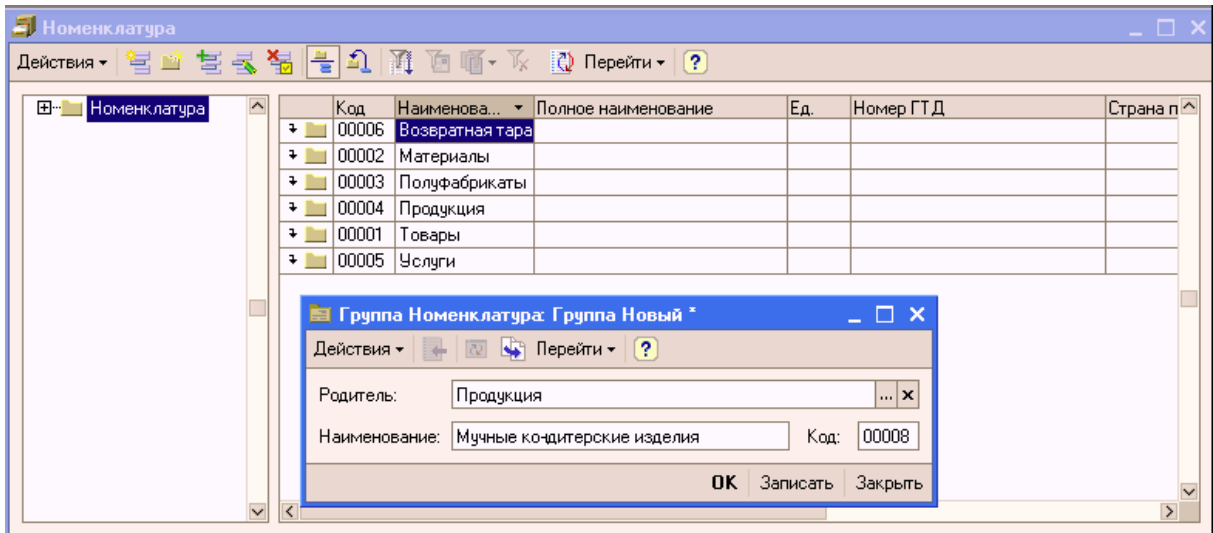 Номенклатура
Действия Перейти ?
Номенклатура
Код Наименова... Полное наименование Ед. Номер ГТД Страна п
00006 Возвратная тара
00002 Материалы
00003 Полуфабрикаты
00004 Продукция
00001 Товары
00005 Услуги
Группа Номенклатура: Группа Новый *
Действия Перейти ?
Родитель: Продукция ... x
Наименование: Мучные кондитерские изделия Код: 00008
OK Записать Закрыть